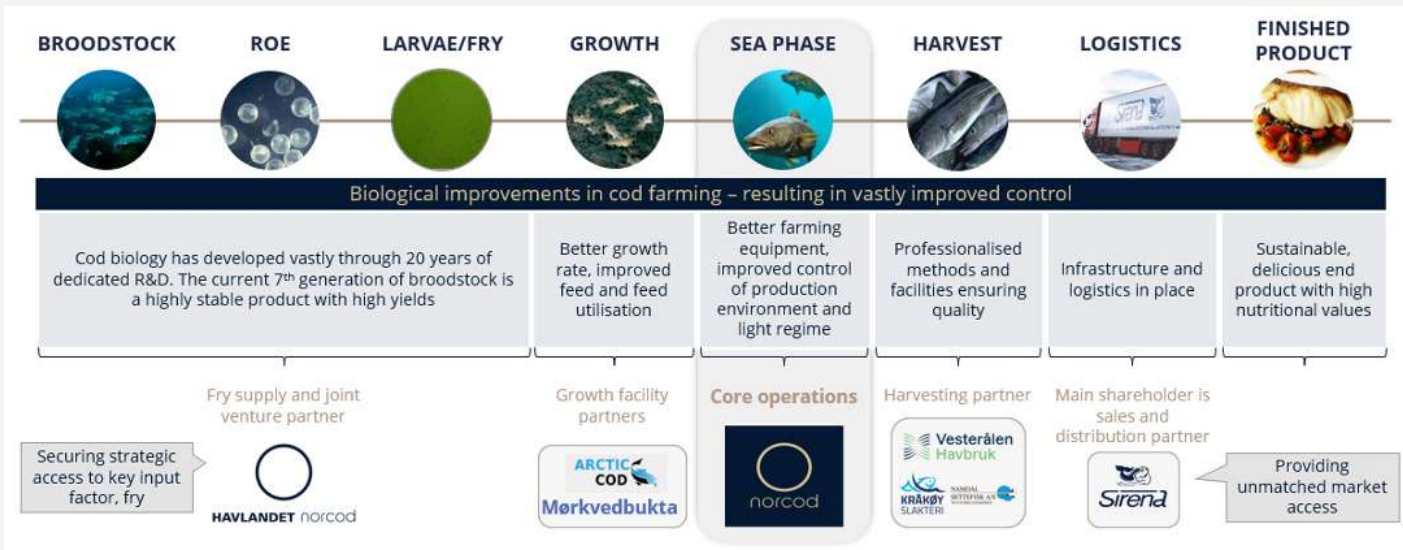 BROODSTOCK
ROE
LARVAE/FRY
GROWTH
SEA PHASE
HARVEST
LOGISTICS
FINISHED
PRODUCT
Sirena
Biological improvements in cod farming – resulting in vastly improved control
Cod biology has developed vastly through 20 years of
dedicated R&D. The current 7th generation of broodstock is
a highly stable product with high yields
Better growth
rate, improved
feed and feed
utilisation
Better farming
equipment,
improved control
of production
environment and
light regime
Professionalised
methods and
facilities ensuring
quality
Infrastructure and
logistics in place
Sustainable,
delicious end
product with high
nutritional values
Fry supply and joint
venture partner
Growth facility
partners
Core operations
Harvesting partner
Main shareholder is
sales and
distribution partner
Securing strategic
access to key input
factor, fry
HAVLANDET norcod
ARCTIC
COD
Mørkvedbukta
norcod
Vesterålen
Havbruk
KRÅKØY
SLAKTERI
NAMDAL
SETTEFISK AS
Sirena
Providing
unmatched market
access